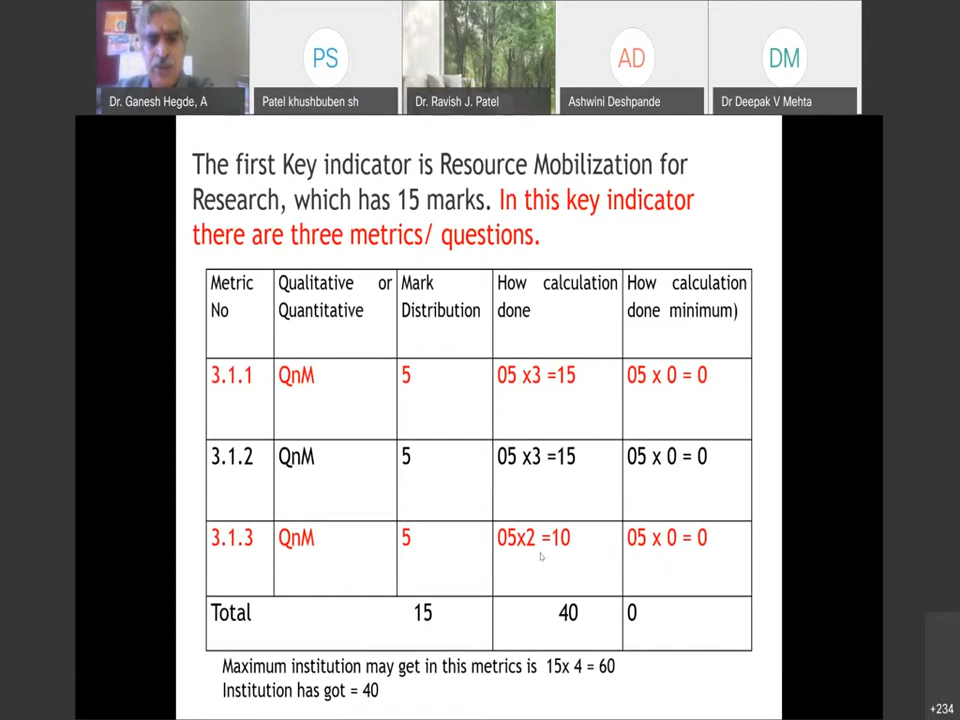 PS
AD
DM
Dr. Ganesh Hegde, A
Patel khushbuben sh
Dr. Ravish J. Patel
Ashwini Deshpande
Dr Deepak V Mehta
The first Key indicator is Resource Mobilization for
Research, which has 15 marks. In this key indicator
there are three metrics/ questions.
Metric No
Qualitative or Quantitative
Mark Distribution
How calculation done
How calculation done minimum)
3.1.1 QnM 5 05 x3 =15 05 x 0 = 0
3.1.2 QnM 5 05 x3 =15 05 x 0 = 0
3.1.3 QnM 5 05x2 =10 05 x 0 = 0
Total 15 40 0
Maximum institution may get in this metrics is 15x 4 = 60
Institution has got = 40
+234